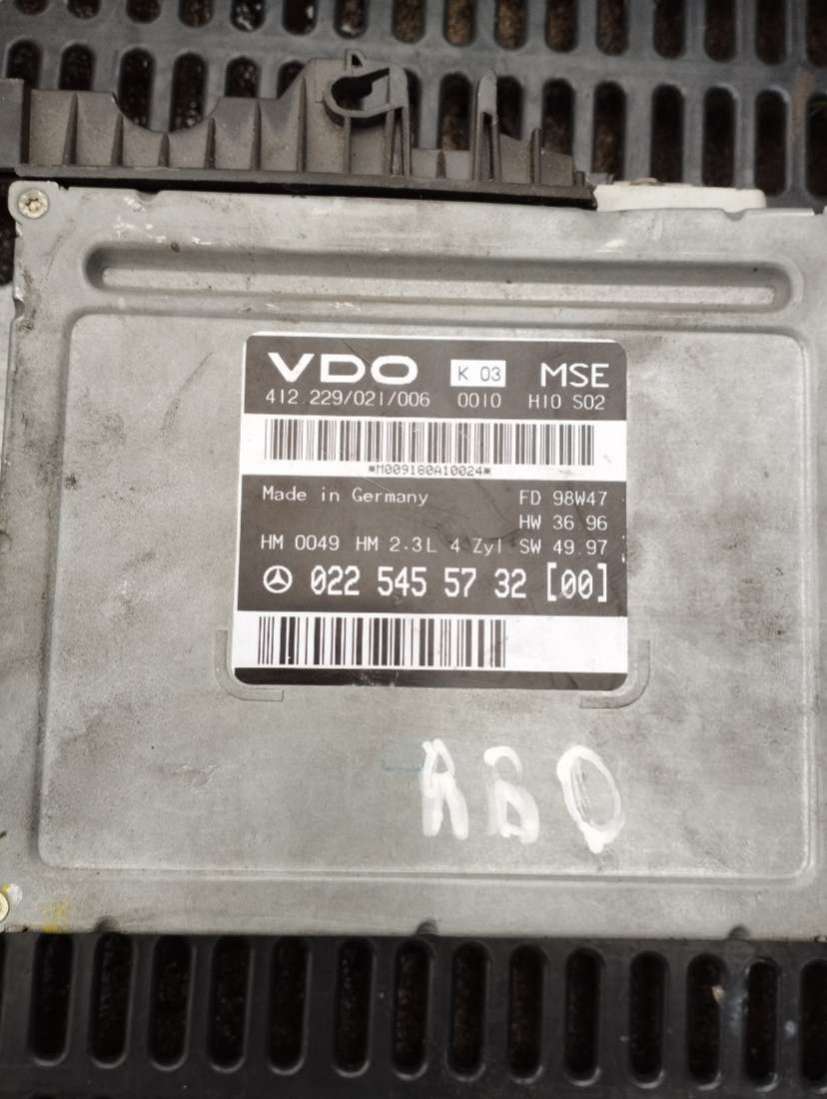 VDO K 03 MSE
412.229/021/006 0010 H10 S02
*M009180A10024*
Made in Germany FD 98W47
HW 36.96
HM 0049 HM 2.3L 4 Zyl SW 49.97
022 545 57 32 [00]
ABO